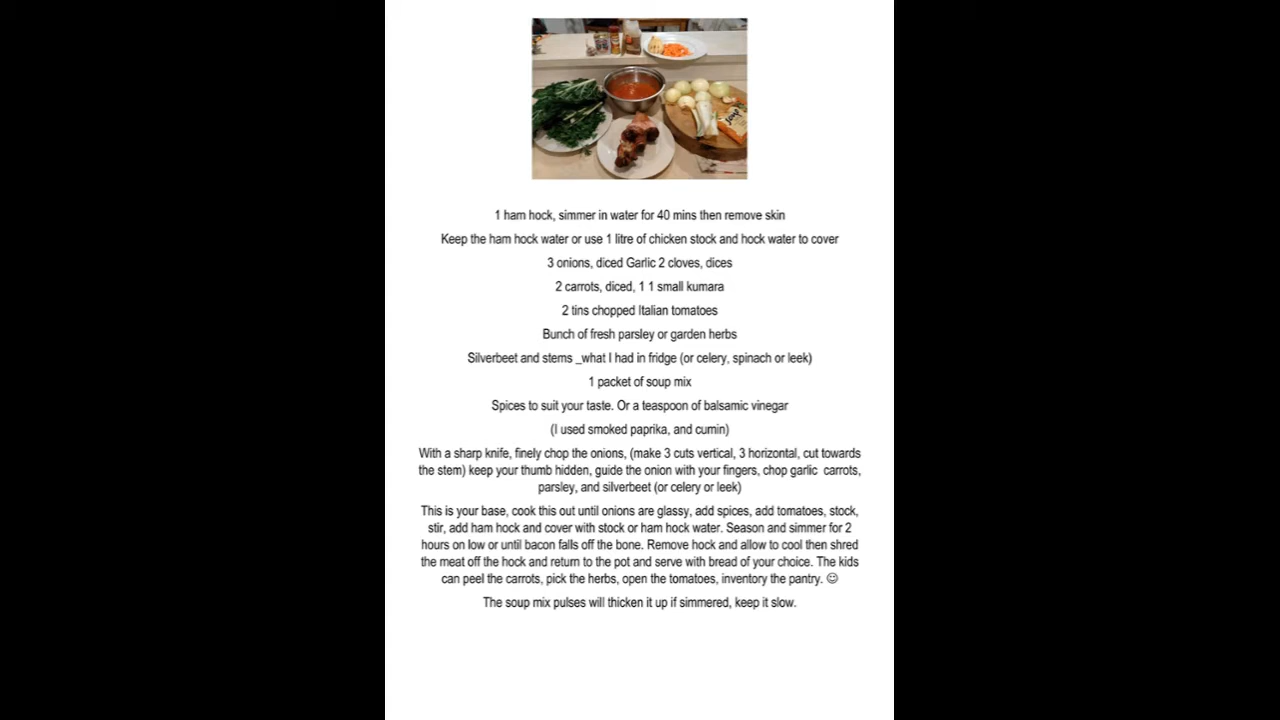 1 ham hock, simmer in water for 40 mins then remove skin
Keep the ham hock water or use 1 litre of chicken stock and hock water to cover
3 onions, diced Garlic 2 cloves, dices
2 carrots, diced, 1 1 small kumara
2 tins chopped Italian tomatoes
Bunch of fresh parsley or garden herbs
Silverbeet and stems _what I had in fridge (or celery, spinach or leek)
1 packet of soup mix
Spices to suit your taste. Or a teaspoon of balsamic vinegar
(I used smoked paprika, and cumin)
With a sharp knife, finely chop the onions, (make 3 cuts vertical, 3 horizontal, cut towards
the stem) keep your thumb hidden, guide the onion with your fingers, chop garlic  carrots,
parsley, and silverbeet (or celery or leek)
This is your base, cook this out until onions are glassy, add spices, add tomatoes, stock,
stir, add ham hock and cover with stock or ham hock water. Season and simmer for 2
hours on low or until bacon falls off the bone. Remove hock and allow to cool then shred
the meat off the hock and return to the pot and serve with bread of your choice. The kids
can peel the carrots, pick the herbs, open the tomatoes, inventory the pantry. ☺
The soup mix pulses will thicken it up if simmered, keep it slow.